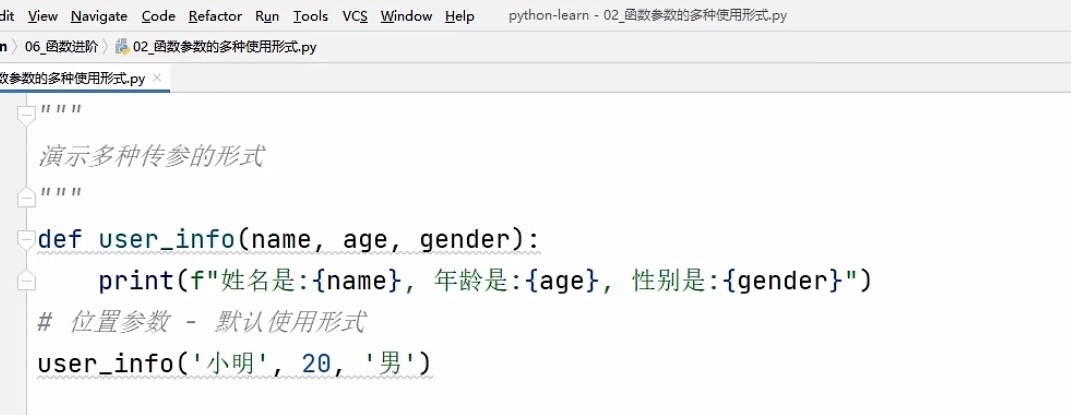 dit View Navigate Code Refactor Run Tools VCS Window Help python-learn - 02_函数参数的多种使用形式.py
n 〉 06_函数进阶 〉 02_函数参数的多种使用形式.py
数参数的多种使用形式.py ×
"""
演示多种传参的形式
"""
def user_info(name, age, gender):
    print(f"姓名是:{name}, 年龄是:{age}, 性别是:{gender}")
# 位置参数 - 默认使用形式
user_info('小明', 20, '男')